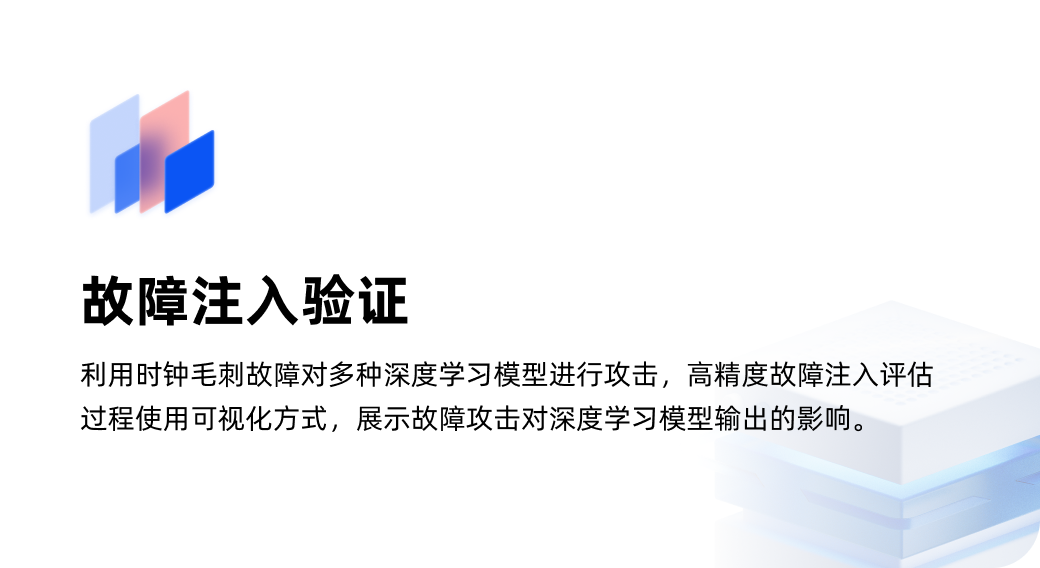 故障注入验证
利用时钟毛刺故障对多种深度学习模型进行攻击，高精度故障注入评估
过程使用可视化方式，展示故障攻击对深度学习模型输出的影响。